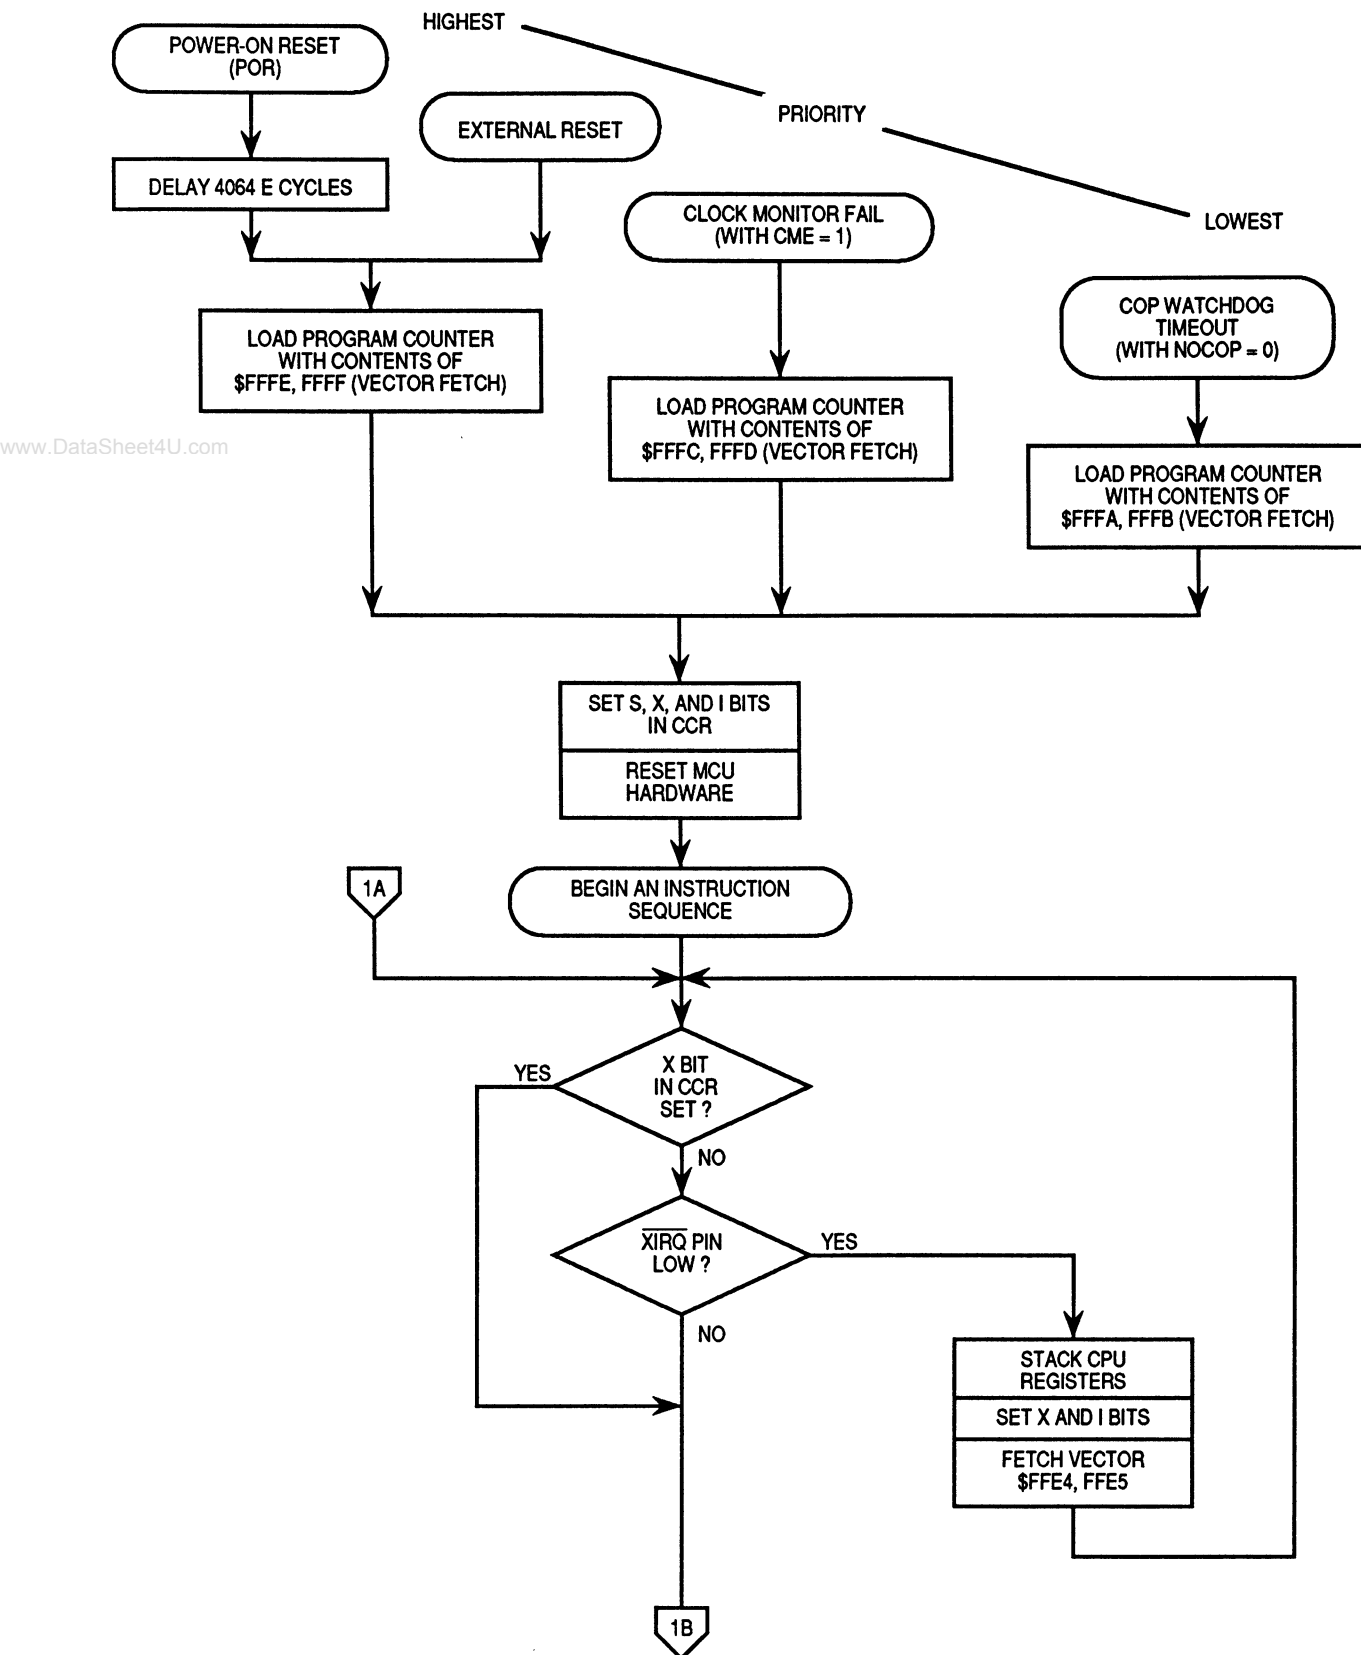 HIGHEST
POWER-ON RESET
(POR)
PRIORITY
EXTERNAL RESET
DELAY 4064 E CYCLES
CLOCK MONITOR FAIL
(WITH CME = 1)
LOWEST
COP WATCHDOG
TIMEOUT
(WITH NOCOP = 0)
LOAD PROGRAM COUNTER
WITH CONTENTS OF
$FFFE, FFFF (VECTOR FETCH)
LOAD PROGRAM COUNTER
WITH CONTENTS OF
$FFFC, FFFD (VECTOR FETCH)
www.DataSheet4U.com
LOAD PROGRAM COUNTER
WITH CONTENTS OF
$FFFA, FFFB (VECTOR FETCH)
SET S, X, AND I BITS
IN CCR
RESET MCU
HARDWARE
1A
BEGIN AN INSTRUCTION
SEQUENCE
X BIT
IN CCR
SET ?
YES
NO
XIRQ PIN
LOW ?
YES
NO
STACK CPU
REGISTERS
SET X AND I BITS
FETCH VECTOR
$FFE4, FFE5
1B